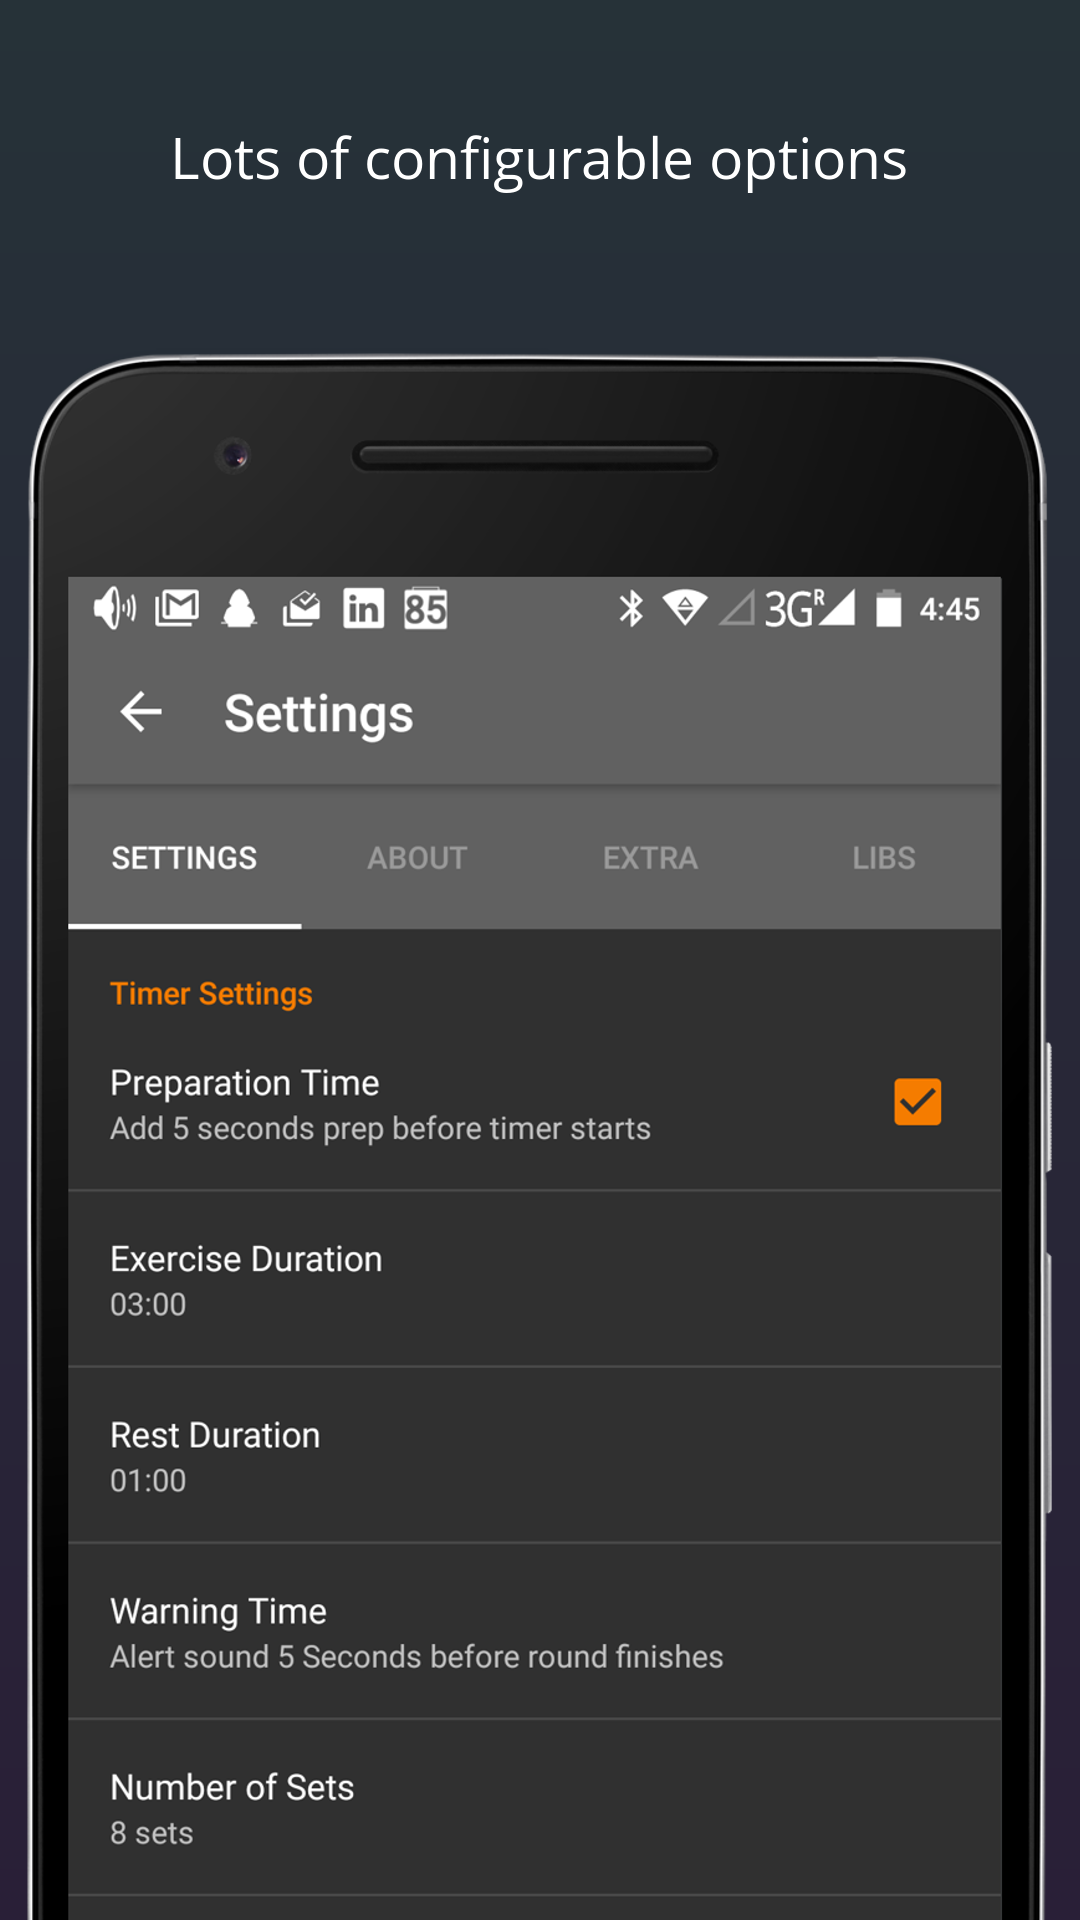 Lots of configurable options
in 85 3G R 4:45
Settings
SETTINGS ABOUT EXTRA LIBS
Timer Settings
Preparation Time
Add 5 seconds prep before timer starts
Exercise Duration
03:00
Rest Duration
01:00
Warning Time
Alert sound 5 Seconds before round finishes
Number of Sets
8 sets